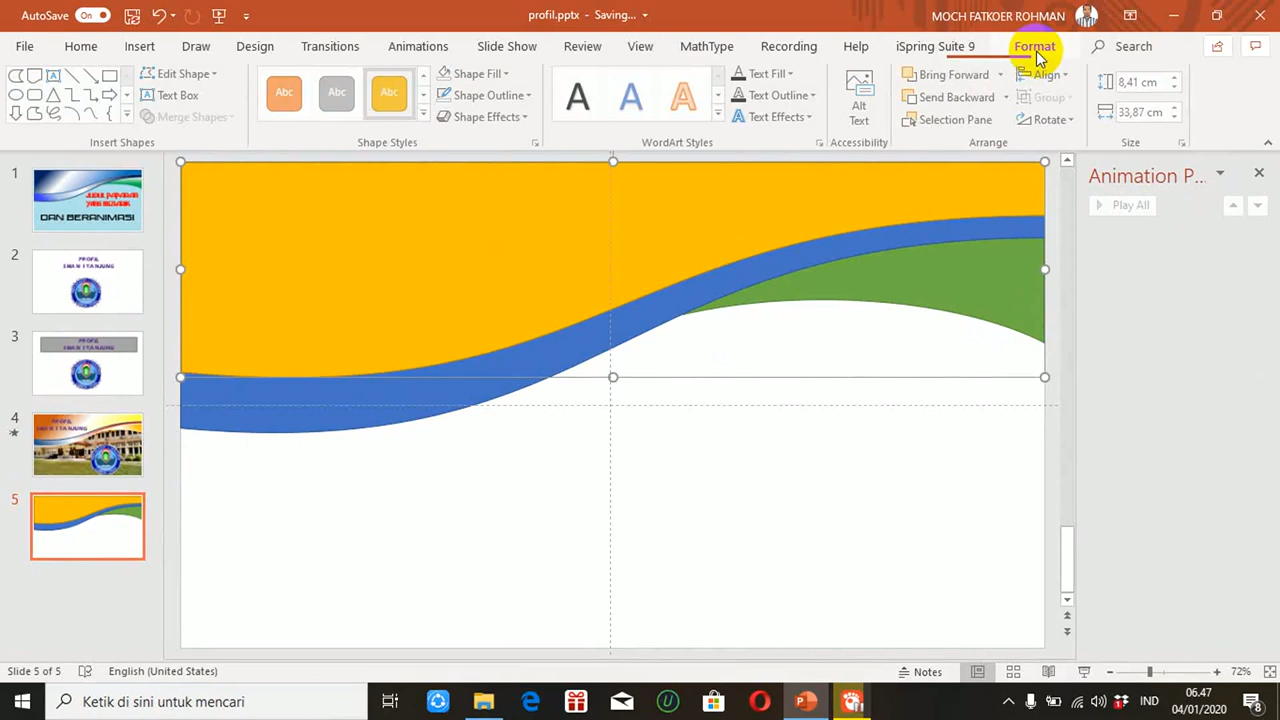 AutoSave On
profil.pptx - Saving...
MOCH FATKOER ROHMAN
File Home Insert Draw Design Transitions Animations Slide Show Review View MathType Recording Help iSpring Suite 9 Format Search
Edit Shape
Text Box
Merge Shapes
Insert Shapes
Abc Abc Abc
Shape Fill
Shape Outline
Shape Effects
Shape Styles
A A A
Text Fill
Text Outline
Text Effects
WordArt Styles
Alt
Text
Accessibility
Bring Forward
Send Backward
Selection Pane
Align
Group
Rotate
Arrange
8,41 cm
33,87 cm
Size
1
DAN BERANIMASI
2
PROFIL
3
PROFIL
4
PROFIL
5
Animation P...
Play All
Slide 5 of 5
English (United States)
Notes
72%
Ketik di sini untuk mencari
IND
06.47
04/01/2020
8